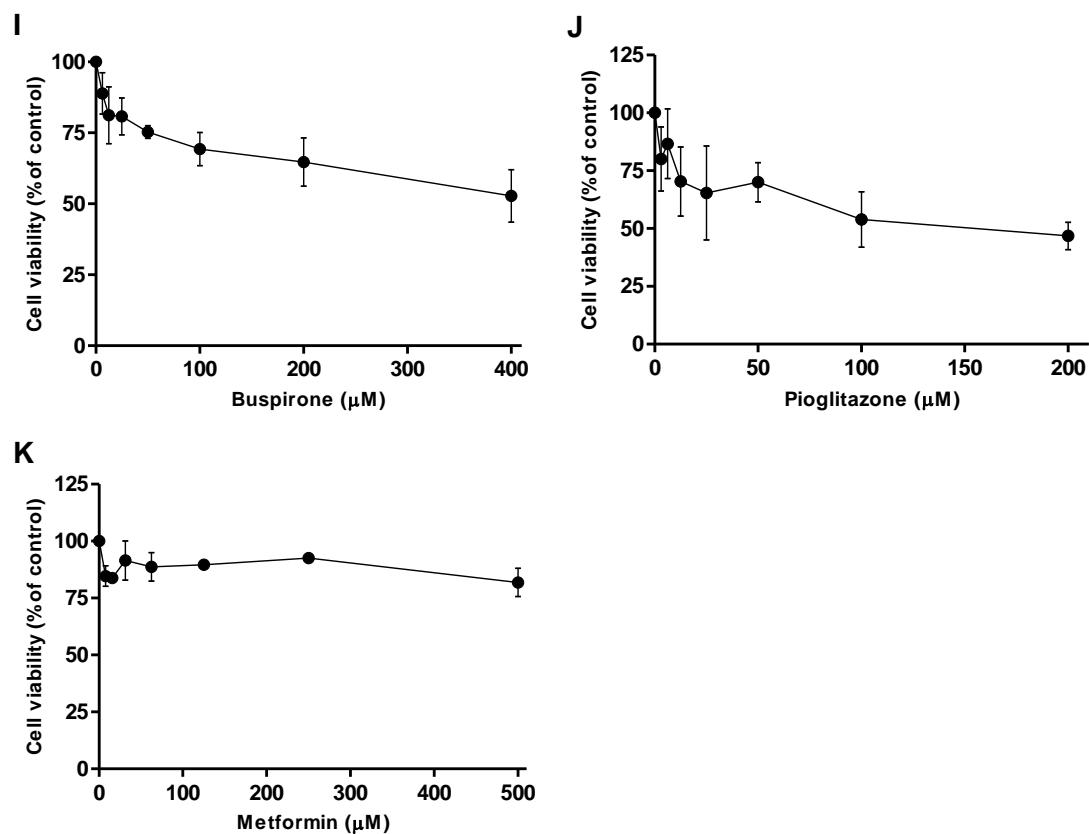 I
Cell viability (% of control)
100
75
50
25
0
0 100 200 300 400
Buspirone (μM)
J
Cell viability (% of control)
125
100
75
50
25
0
0 50 100 150 200
Pioglitazone (μM)
K
Cell viability (% of control)
125
100
75
50
25
0
0 100 200 300 400 500
Metformin (μM)